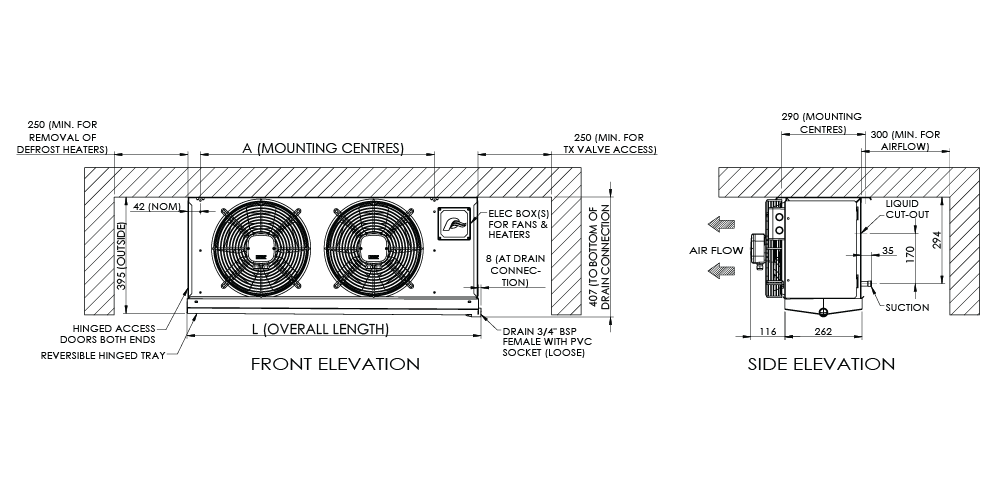 250 (MIN. FOR
REMOVAL OF
DEFROST HEATERS)
A (MOUNTING CENTRES)
250 (MIN. FOR
TX VALVE ACCESS)
42 (NOM)
395 (OUTSIDE)
ELEC BOX(S)
FOR FANS &
HEATERS
8 (AT DRAIN
CONNEC-
TION)
407 (TO BOTTOM OF
DRAIN CONNECTION
HINGED ACCESS
DOORS BOTH ENDS
REVERSIBLE HINGED TRAY
L (OVERALL LENGTH)
DRAIN 3/4" BSP
FEMALE WITH PVC
SOCKET (LOOSE)
FRONT ELEVATION
290 (MOUNTING
CENTRES)
300 (MIN. FOR
AIRFLOW)
LIQUID
CUT-OUT
AIR FLOW
35
170
294
SUCTION
116
262
SIDE ELEVATION